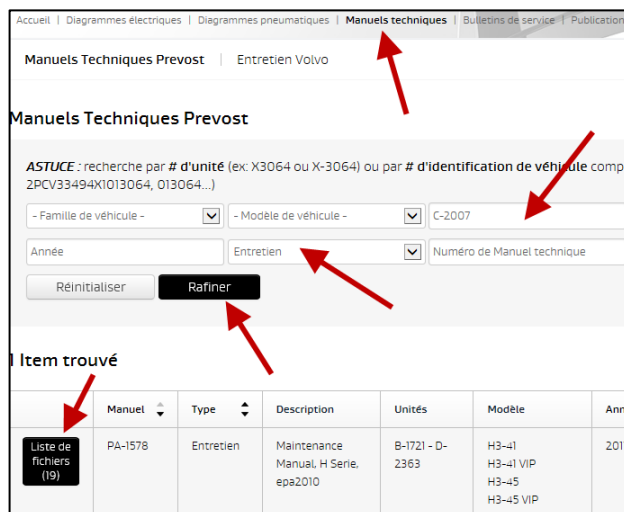 Accueil | Diagrammes électriques | Diagrammes pneumatiques | Manuels techniques | Bulletins de service | Publication
Manuels Techniques Prevost | Entretien Volvo
Manuels Techniques Prevost
ASTUCE : recherche par # d'unité (ex: X3064 ou X-3064) ou par # d'identification de véhicule comp
2PCV33494X1013064, 013064...)
- Famille de véhicule - - Modèle de véhicule - C-2007
Année Entretien Numéro de Manuel technique
Réinitialiser Rafiner
1 Item trouvé
Manuel Type Description Unités Modèle Ann
Liste de fichiers (19) PA-1578 Entretien Maintenance Manual, H Serie, epa2010 B-1721 - D-2363 H3-41 H3-41 VIP H3-45 H3-45 VIP 201